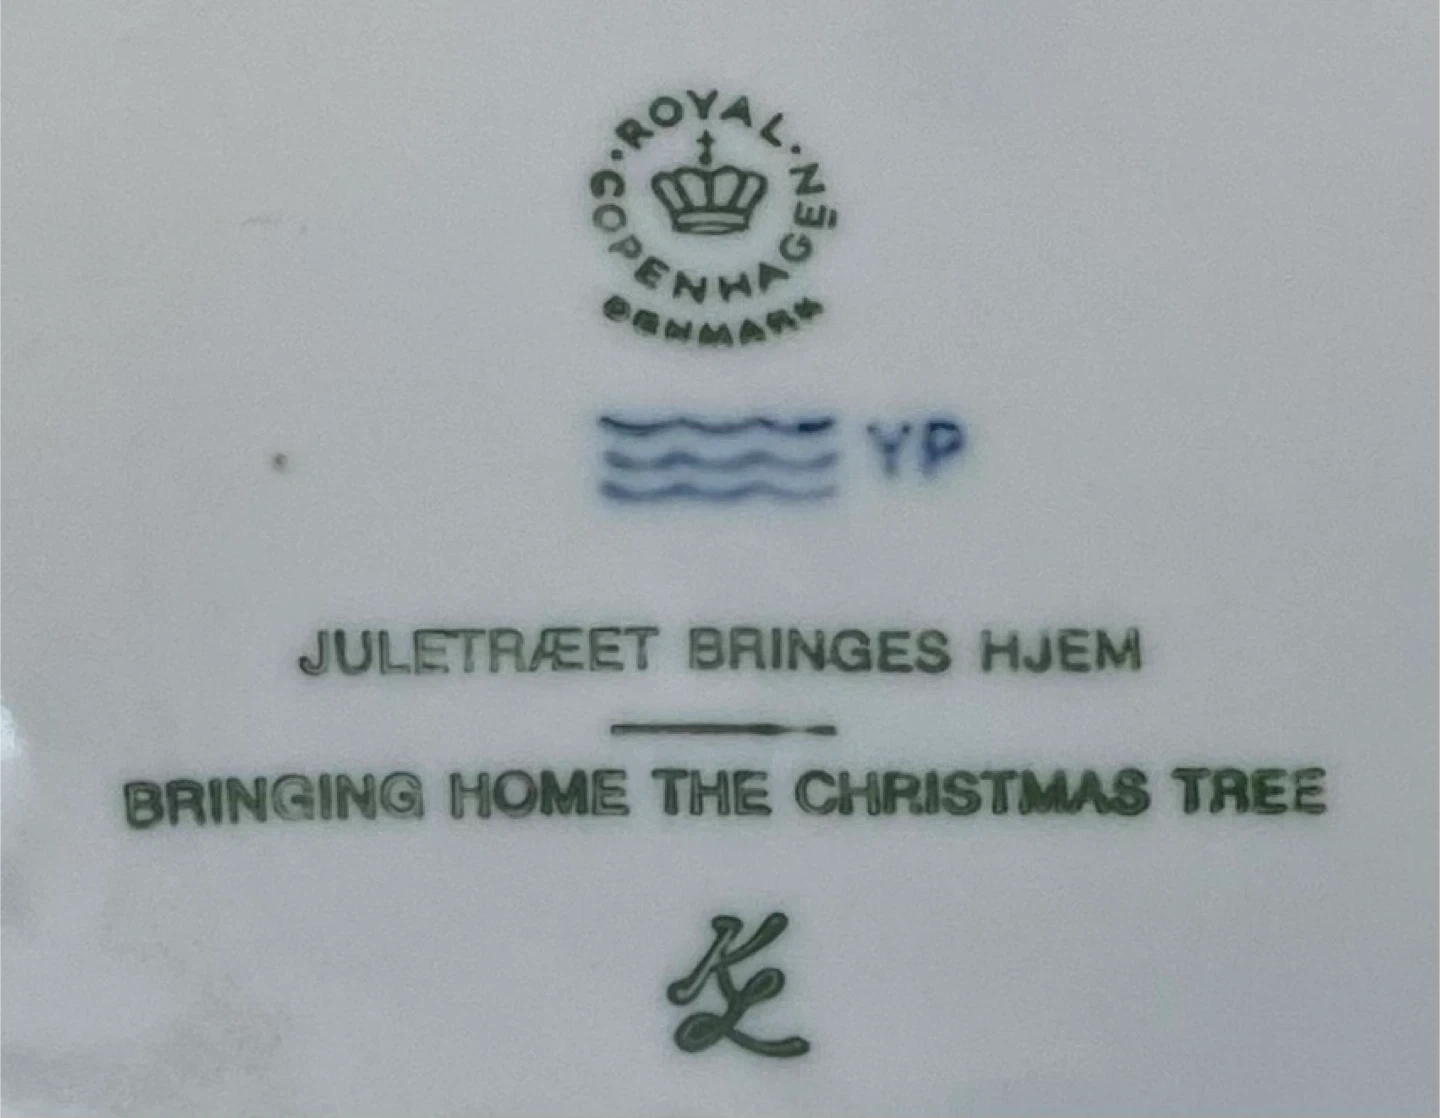 ROYAL
COPENHAGEN
DENMARK
YP
JULETRÆET BRINGES HJEM
BRINGING HOME THE CHRISTMAS TREE
KL